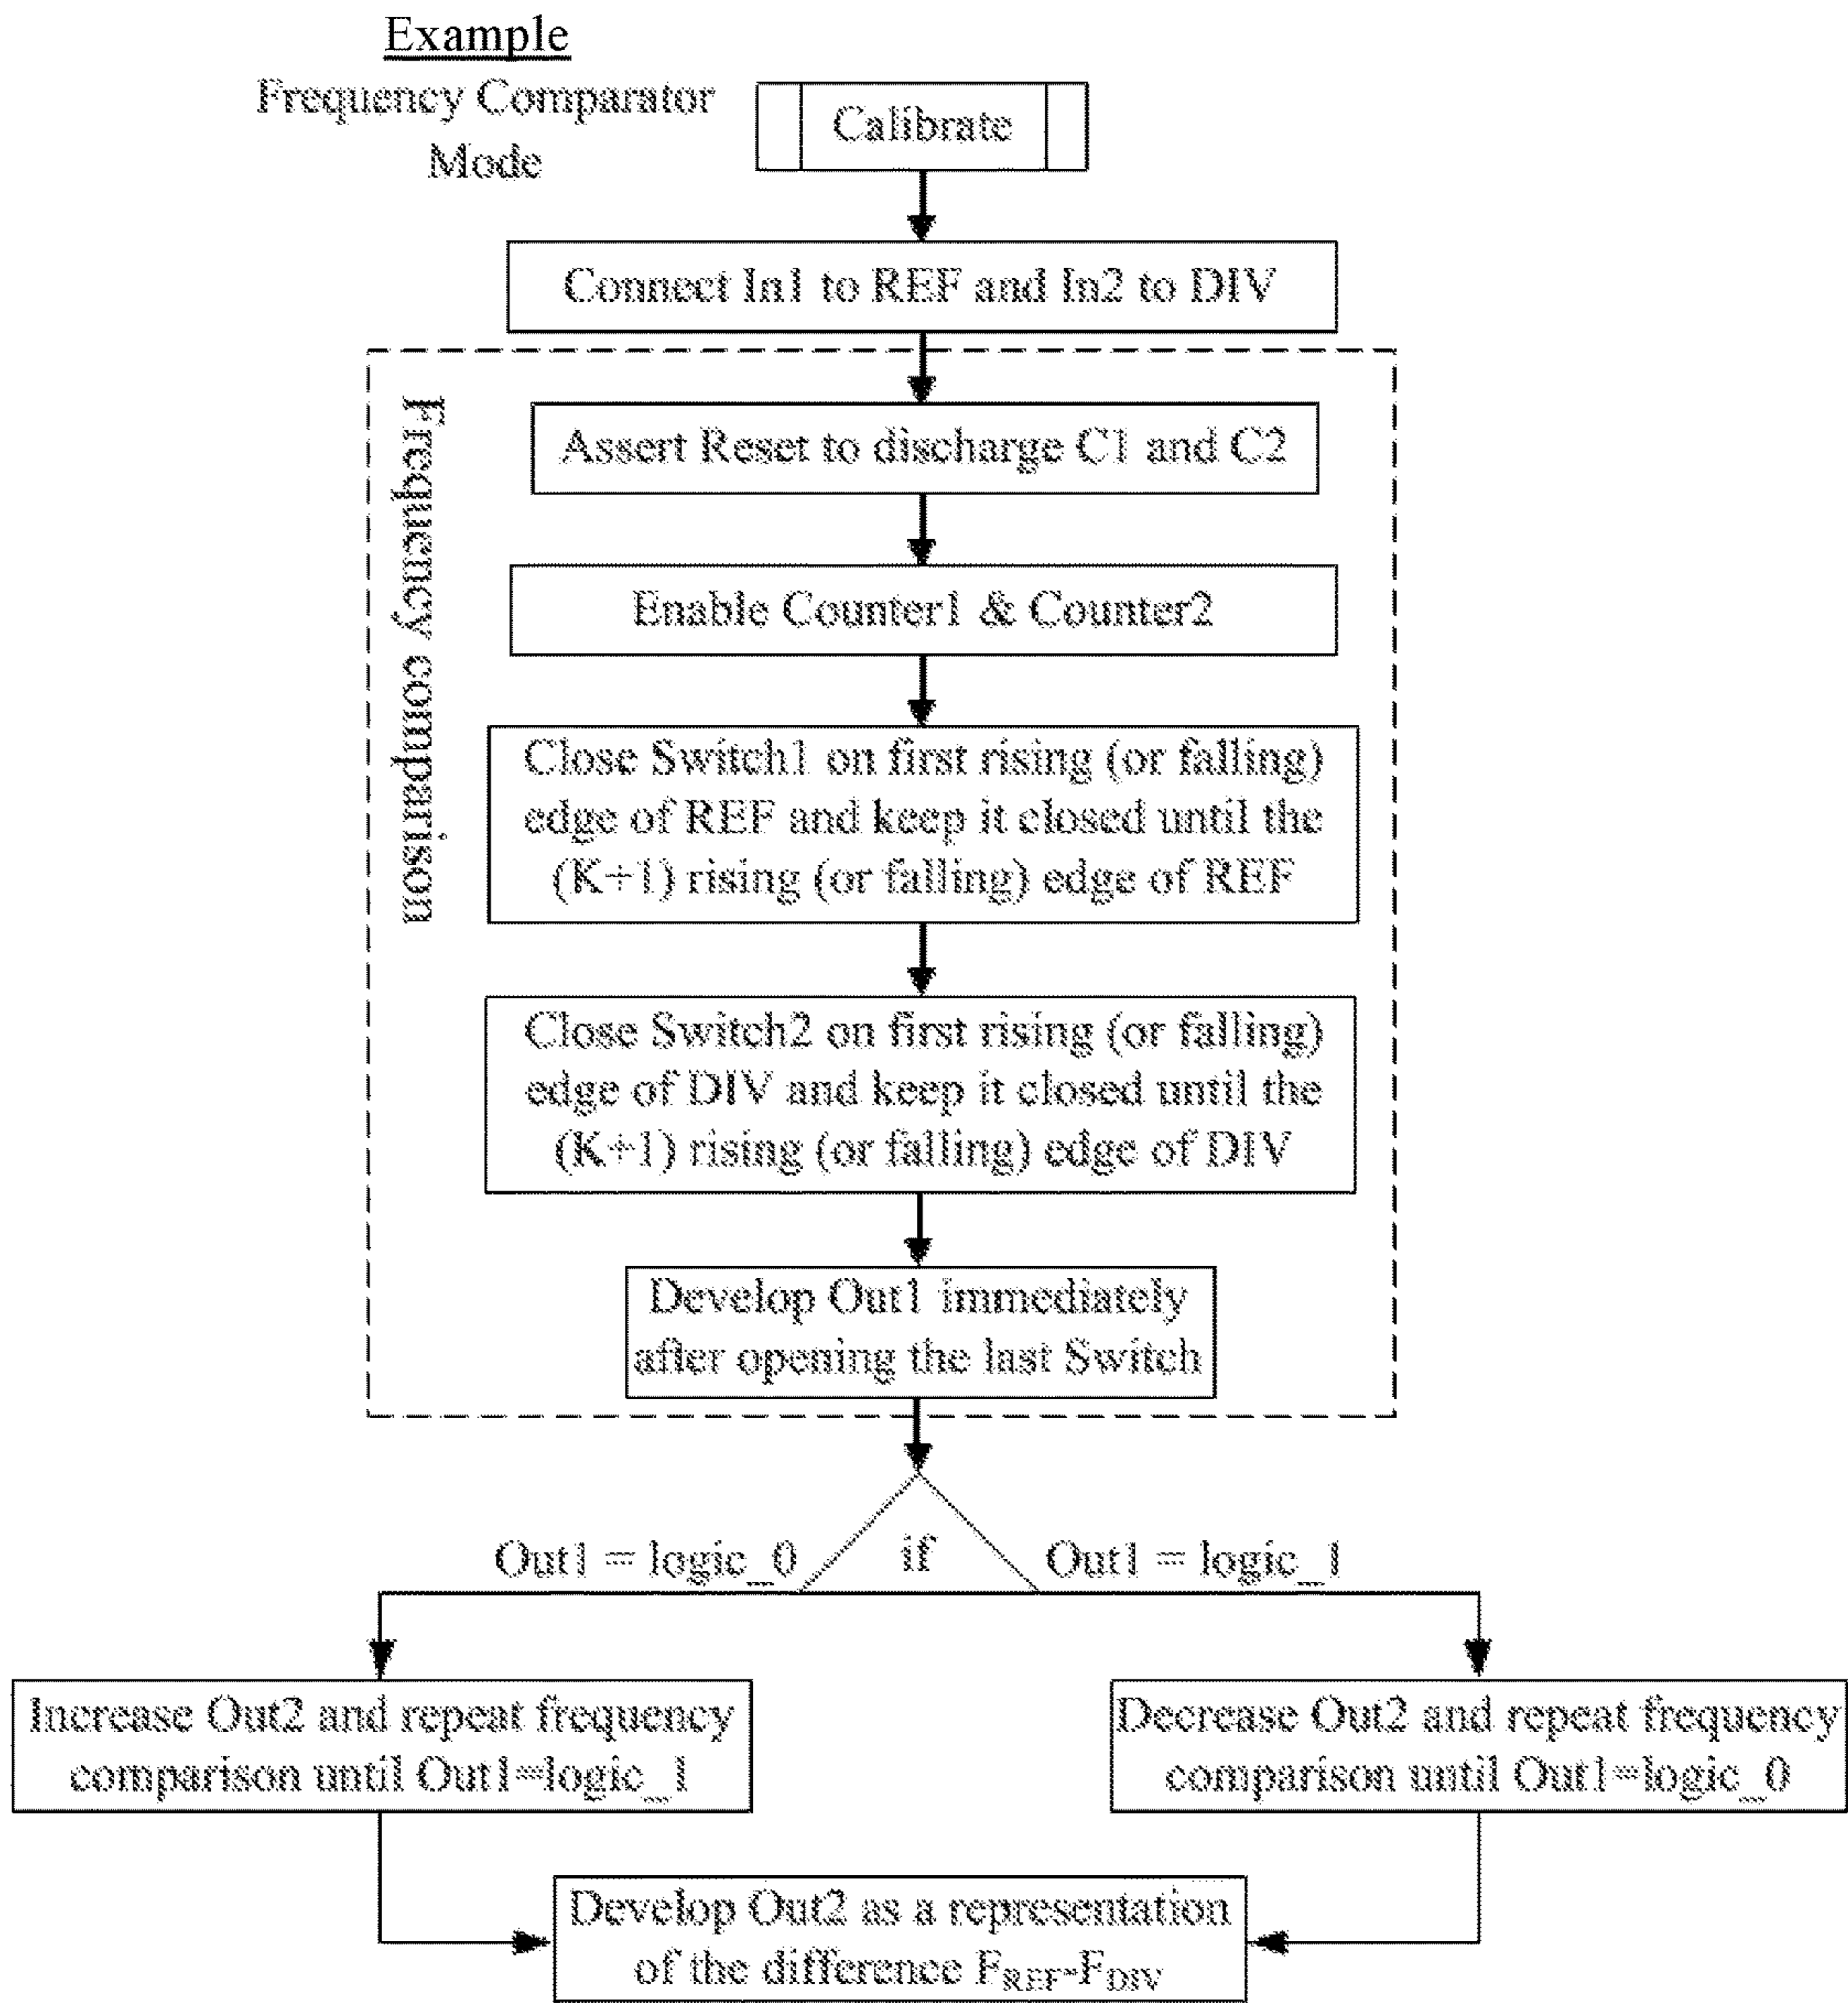 Example
Frequency Comparator
Mode
Calibrate
Connect In1 to REF and In2 to DIV
Frequency comparison
Assert Reset to discharge C1 and C2
Enable Counter1 & Counter2
Close Switch1 on first rising (or falling)
edge of REF and keep it closed until the
(K+1) rising (or falling) edge of REF
Close Switch2 on first rising (or falling)
edge of DIV and keep it closed until the
(K+1) rising (or falling) edge of DIV
Develop Out1 immediately
after opening the last Switch
Out1 = logic_0
if
Out1 = logic_1
Increase Out2 and repeat frequency
comparison until Out1=logic_1
Decrease Out2 and repeat frequency
comparison until Out1=logic_0
Develop Out2 as a representation
of the difference FREF-FDIV